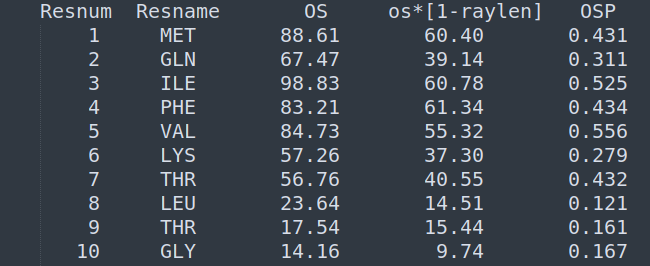 Resnum Resname OS os*[1-raylen] OSP
1 MET 88.61 60.40 0.431
2 GLN 67.47 39.14 0.311
3 ILE 98.83 60.78 0.525
4 PHE 83.21 61.34 0.434
5 VAL 84.73 55.32 0.556
6 LYS 57.26 37.30 0.279
7 THR 56.76 40.55 0.432
8 LEU 23.64 14.51 0.121
9 THR 17.54 15.44 0.161
10 GLY 14.16 9.74 0.167